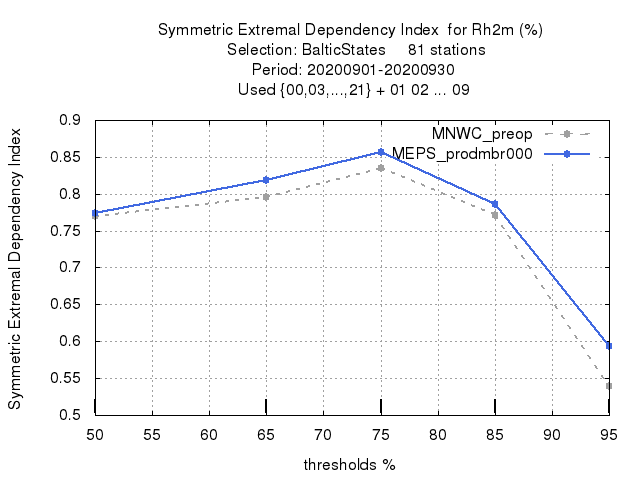 Symmetric Extremal Dependency Index  for Rh2m (%)
Selection: BalticStates     81 stations
Period: 20200901-20200930
Used {00,03,...,21} + 01 02 ... 09
Symmetric Extremal Dependency Index
0.9
0.85
0.8
0.75
0.7
0.65
0.6
0.55
0.5
MNWC_preop
MEPS_prodmbr000
50 55 60 65 70 75 80 85 90 95
thresholds %